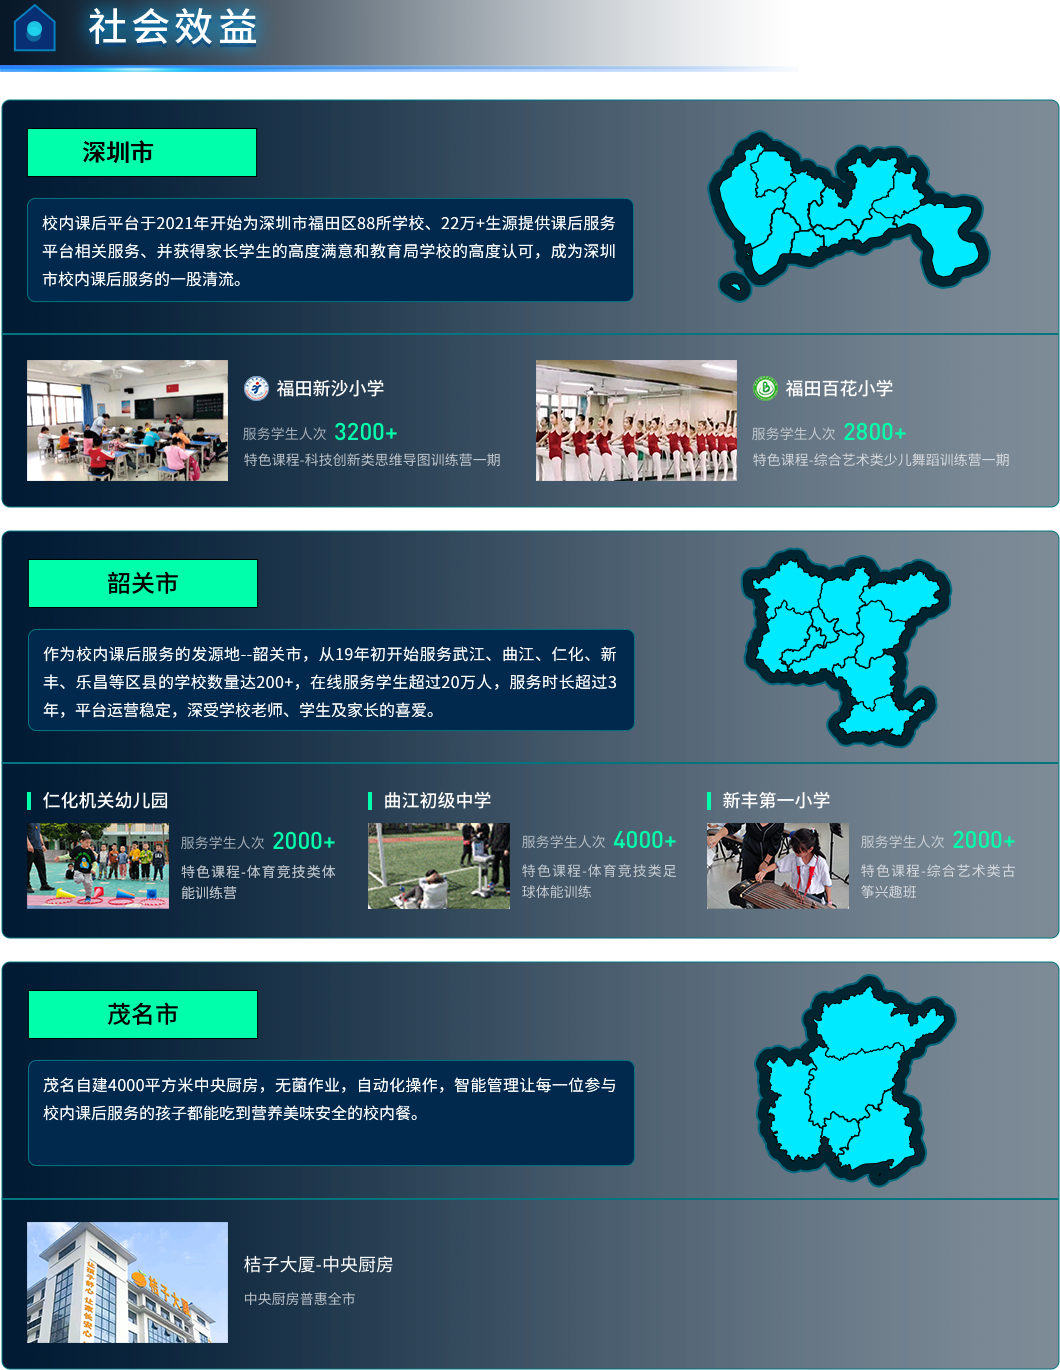 社会效益
深圳市
校内课后平台于2021年开始为深圳市福田区88所学校、22万+生源提供课后服务
平台相关服务、并获得家长学生的高度满意和教育局学校的高度认可，成为深圳
市校内课后服务的一股清流。
福田新沙小学
服务学生人次 3200+
特色课程-科技创新类思维导图训练营一期
福田百花小学
服务学生人次 2800+
特色课程-综合艺术类少儿舞蹈训练营一期
韶关市
作为校内课后服务的发源地--韶关市，从19年初开始服务武江、曲江、仁化、新
丰、乐昌等区县的学校数量达200+，在线服务学生超过20万人，服务时长超过3
年，平台运营稳定，深受学校老师、学生及家长的喜爱。
仁化机关幼儿园
服务学生人次 2000+
特色课程-体育竞技类体
能训练营
曲江初级中学
服务学生人次 4000+
特色课程-体育竞技类足
球体能训练
新丰第一小学
服务学生人次 2000+
特色课程-综合艺术类古
筝兴趣班
茂名市
茂名自建4000平方米中央厨房，无菌作业，自动化操作，智能管理让每一位参与
校内课后服务的孩子都能吃到营养美味安全的校内餐。
桔子大厦
桔子大厦-中央厨房
中央厨房普惠全市